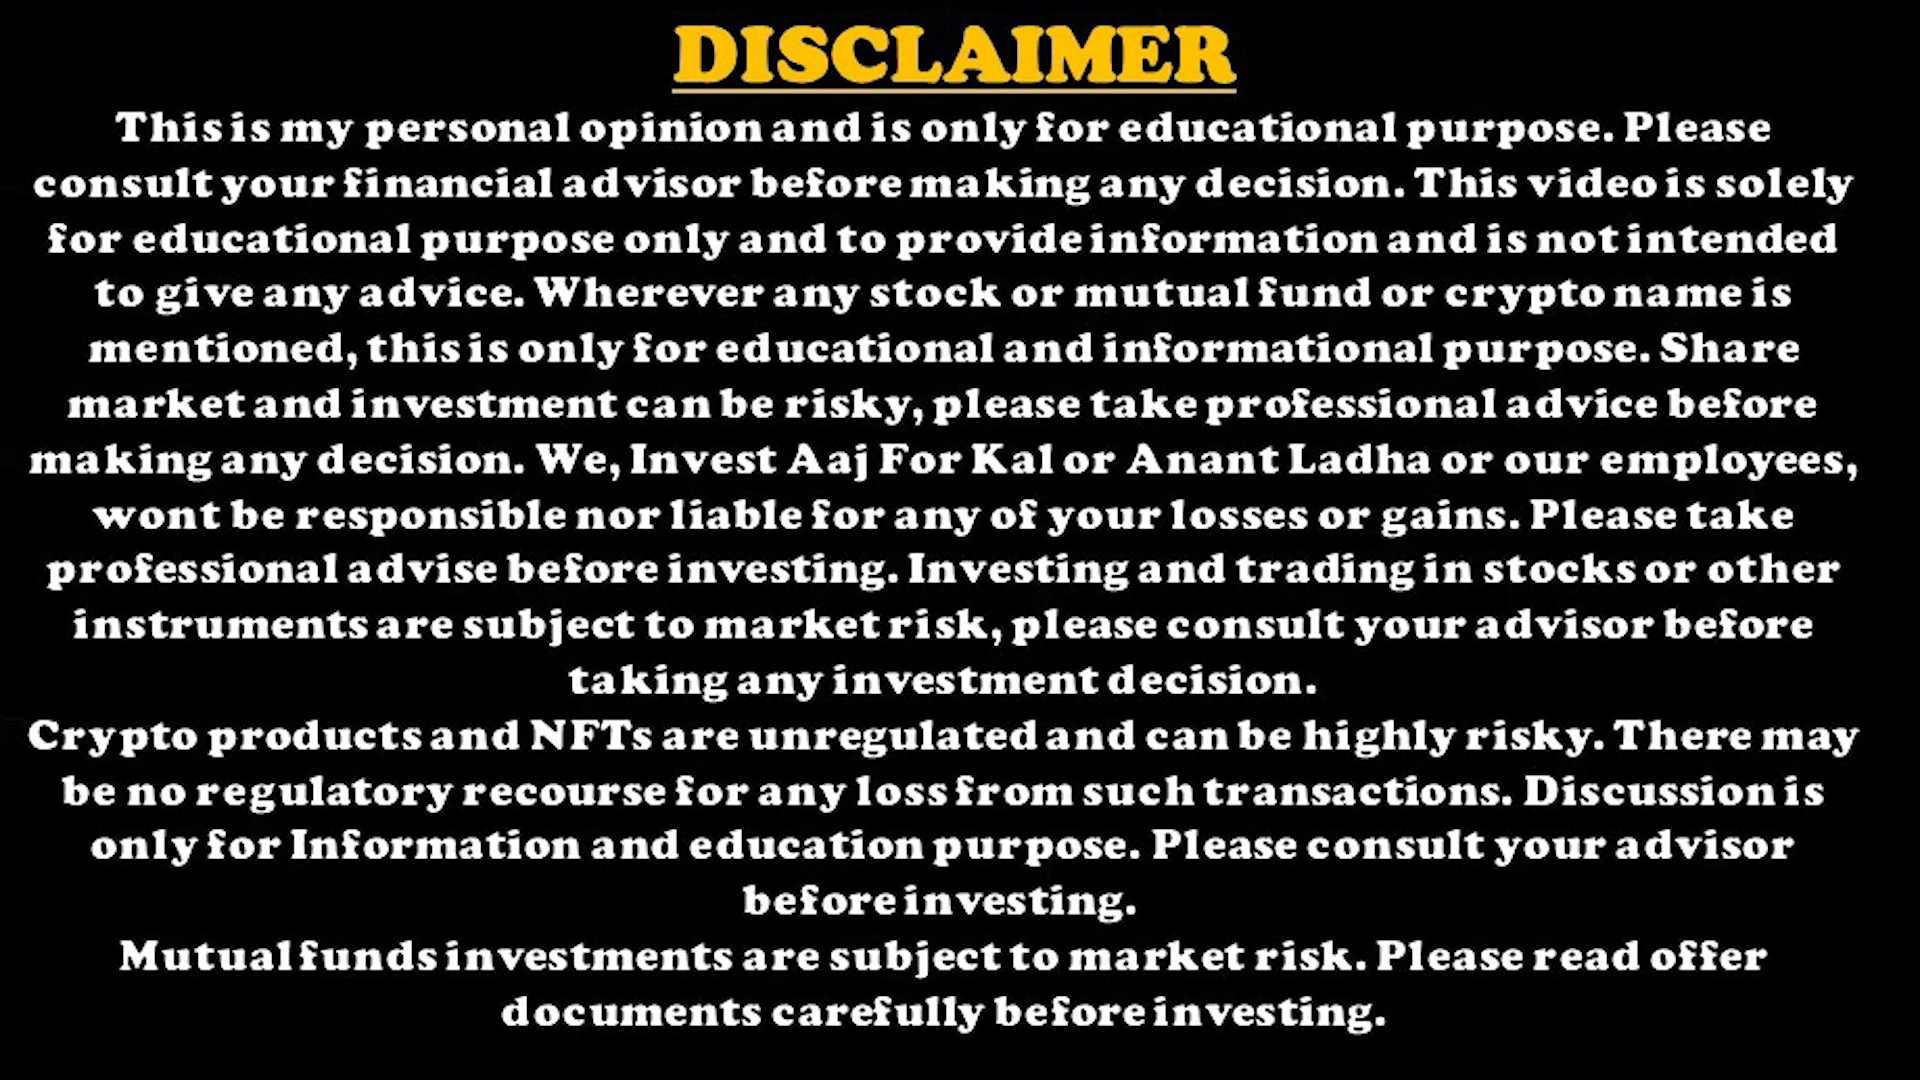 DISCLAIMER
This is my personal opinion and is only for educational purpose. Please
consult your financial advisor before making any decision. This video is solely
for educational purpose only and to provide information and is not intended
to give any advice. Wherever any stock or mutual fund or crypto name is
mentioned, this is only for educational and informational purpose. Share
market and investment can be risky, please take professional advice before
making any decision. We, Invest Aaj For Kal or Anant Ladha or our employees,
wont be responsible nor liable for any of your losses or gains. Please take
professional advise before investing. Investing and trading in stocks or other
instruments are subject to market risk, please consult your advisor before
taking any investment decision.
Crypto products and NFTs are unregulated and can be highly risky. There may
be no regulatory recourse for any loss from such transactions. Discussion is
only for Information and education purpose. Please consult your advisor
before investing.
Mutual funds investments are subject to market risk. Please read offer
documents carefully before investing.